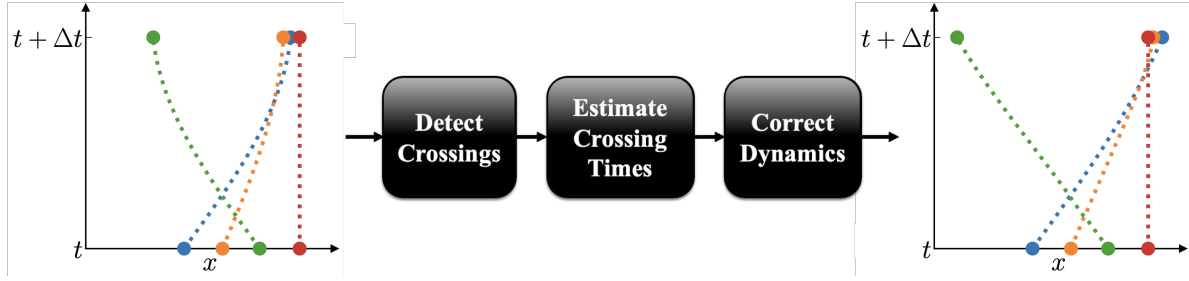 t + Δt
t
x
Detect
Crossings
Estimate
Crossing
Times
Correct
Dynamics
t + Δt
t
x